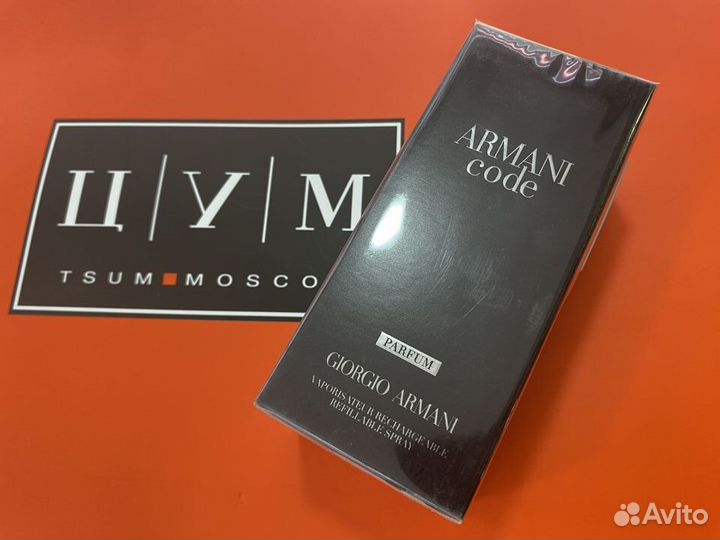 Ц|У|М
TSUM MOSCO
ARMANI
code
PARFUM
GIORGIO ARMANI
VAPORISATEUR RECHARGEABLE
REFILLABLE SPRAY
Avito